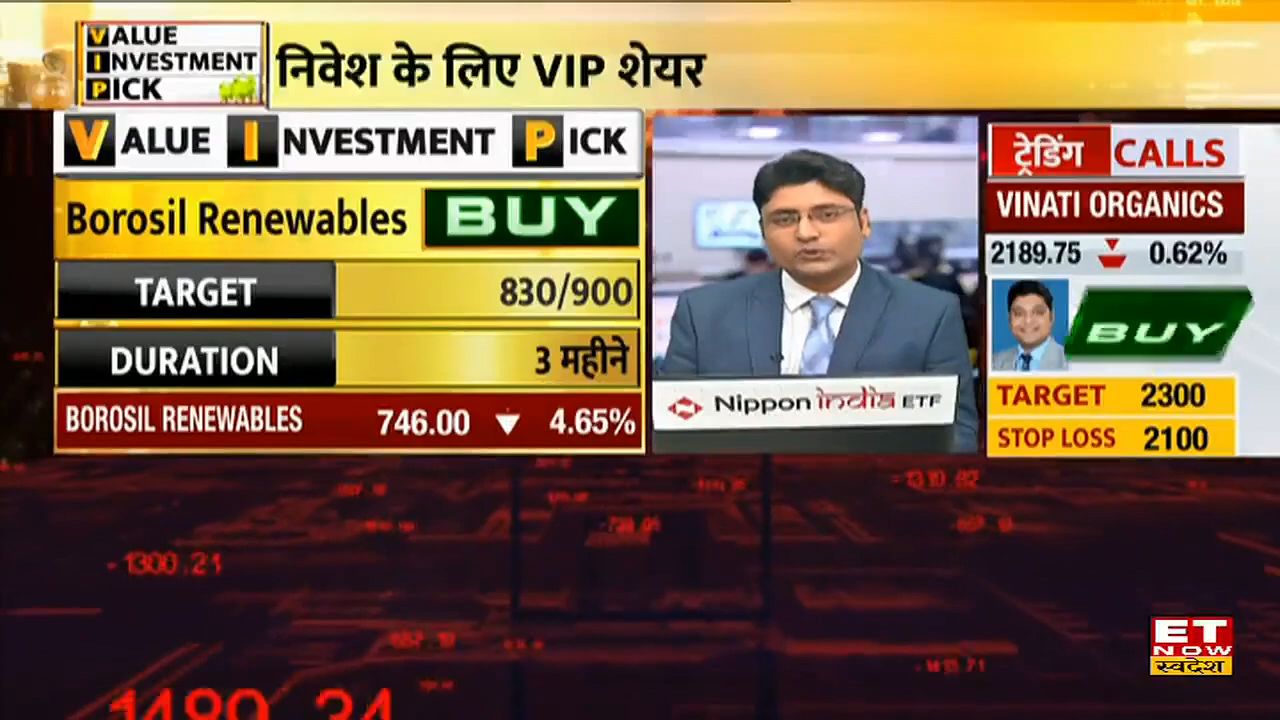 VALUE
INVESTMENT
PICK
निवेश के लिए VIP शेयर
VALUE INVESTMENT PICK
Borosil Renewables BUY
TARGET 830/900
DURATION 3 महीने
BOROSIL RENEWABLES 746.00 ▼ 4.65%
Nippon india ETF
ट्रेडिंग CALLS
VINATI ORGANICS
2189.75 0.62%
BUY
TARGET 2300
STOP LOSS 2100
-1300.21
ET
NOW
स्वदेश